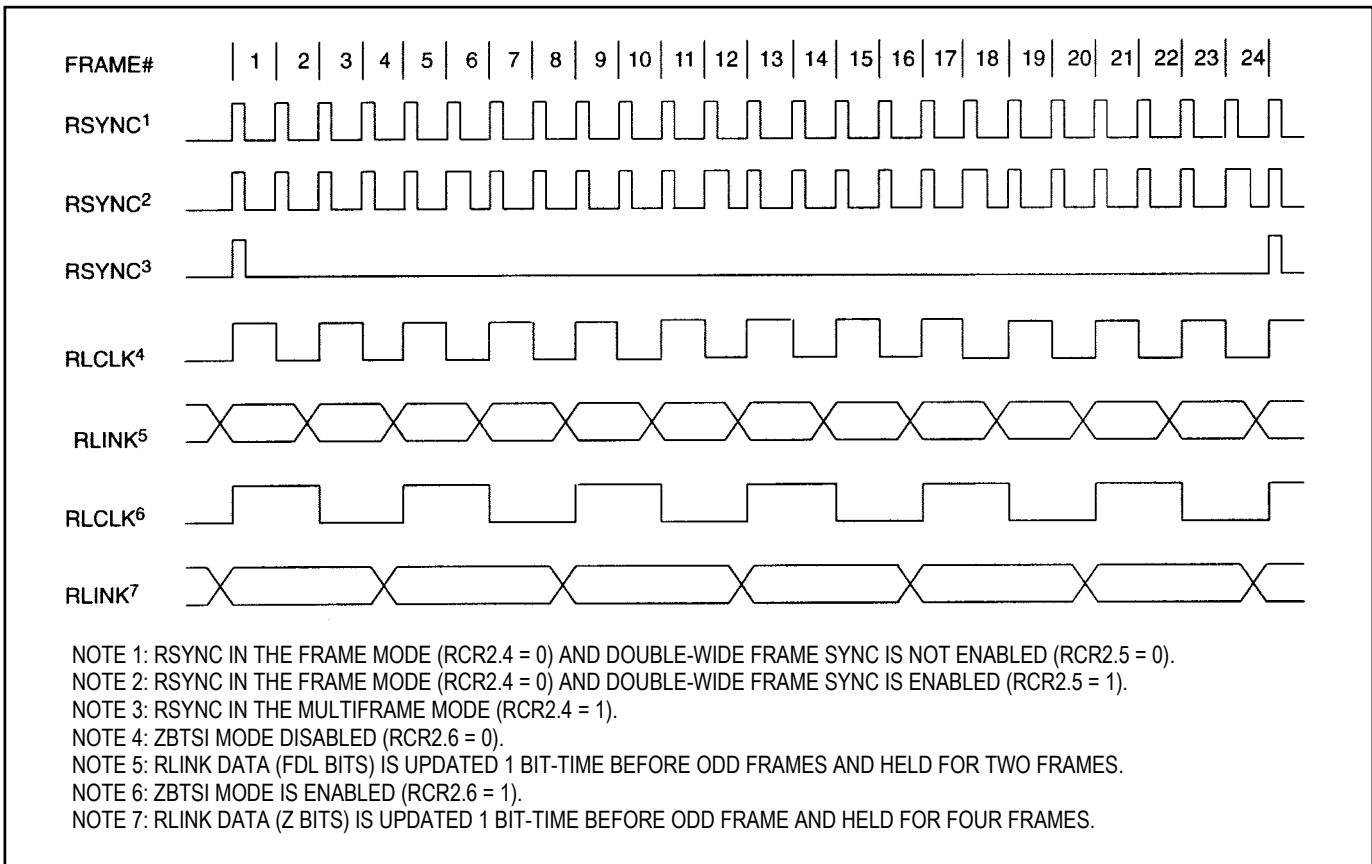 FRAME# | 1 | 2 | 3 | 4 | 5 | 6 | 7 | 8 | 9 | 10 | 11 | 12 | 13 | 14 | 15 | 16 | 17 | 18 | 19 | 20 | 21 | 22 | 23 | 24 |
RSYNC¹
RSYNC²
RSYNC³
RLCLK⁴
RLINK⁵
RLCLK⁶
RLINK⁷
NOTE 1: RSYNC IN THE FRAME MODE (RCR2.4 = 0) AND DOUBLE-WIDE FRAME SYNC IS NOT ENABLED (RCR2.5 = 0).
NOTE 2: RSYNC IN THE FRAME MODE (RCR2.4 = 0) AND DOUBLE-WIDE FRAME SYNC IS ENABLED (RCR2.5 = 1).
NOTE 3: RSYNC IN THE MULTIFRAME MODE (RCR2.4 = 1).
NOTE 4: ZBTSI MODE DISABLED (RCR2.6 = 0).
NOTE 5: RLINK DATA (FDL BITS) IS UPDATED 1 BIT-TIME BEFORE ODD FRAMES AND HELD FOR TWO FRAMES.
NOTE 6: ZBTSI MODE IS ENABLED (RCR2.6 = 1).
NOTE 7: RLINK DATA (Z BITS) IS UPDATED 1 BIT-TIME BEFORE ODD FRAME AND HELD FOR FOUR FRAMES.